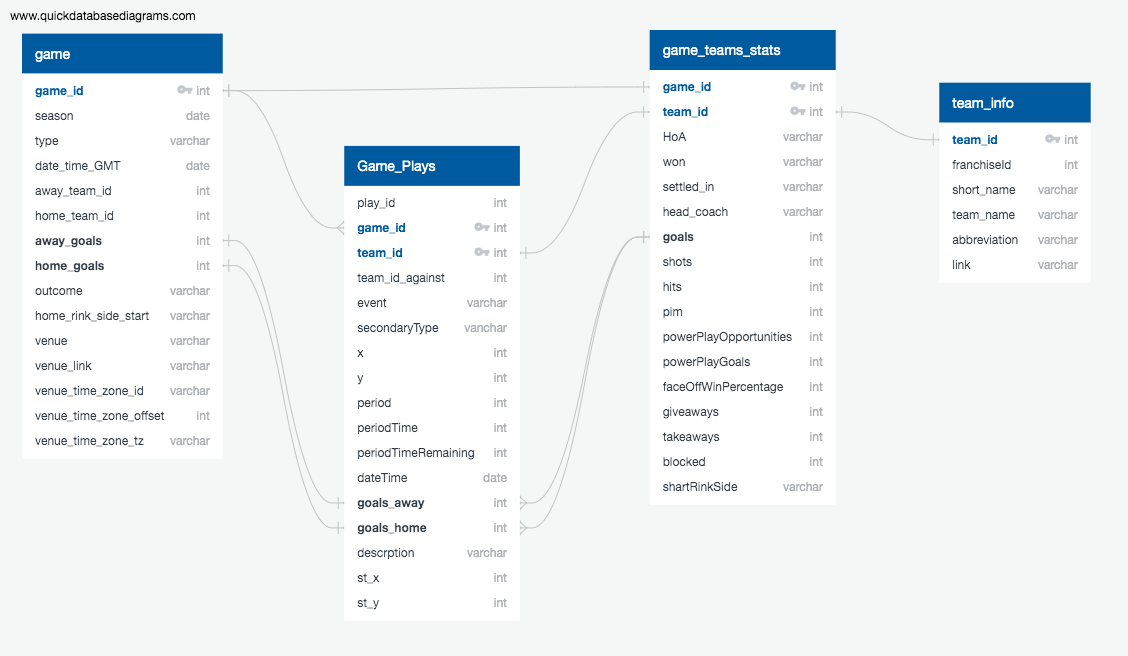 www.quickdatabasediagrams.com
game
game_id int
season date
type varchar
date_time_GMT date
away_team_id int
home_team_id int
away_goals int
home_goals int
outcome varchar
home_rink_side_start varchar
venue varchar
venue_link varchar
venue_time_zone_id varchar
venue_time_zone_offset int
venue_time_zone_tz varchar
Game_Plays
play_id int
game_id int
team_id int
team_id_against int
event varchar
secondaryType vanchar
x int
y int
period int
periodTime int
periodTimeRemaining int
dateTime date
goals_away int
goals_home int
descrption varchar
st_x int
st_y int
game_teams_stats
game_id int
team_id int
HoA varchar
won varchar
settled_in varchar
head_coach varchar
goals int
shots int
hits int
pim int
powerPlayOpportunities int
powerPlayGoals int
faceOffWinPercentage int
giveaways int
takeaways int
blocked int
shartRinkSide varchar
team_info
team_id int
franchiseId int
short_name varchar
team_name varchar
abbreviation varchar
link varchar